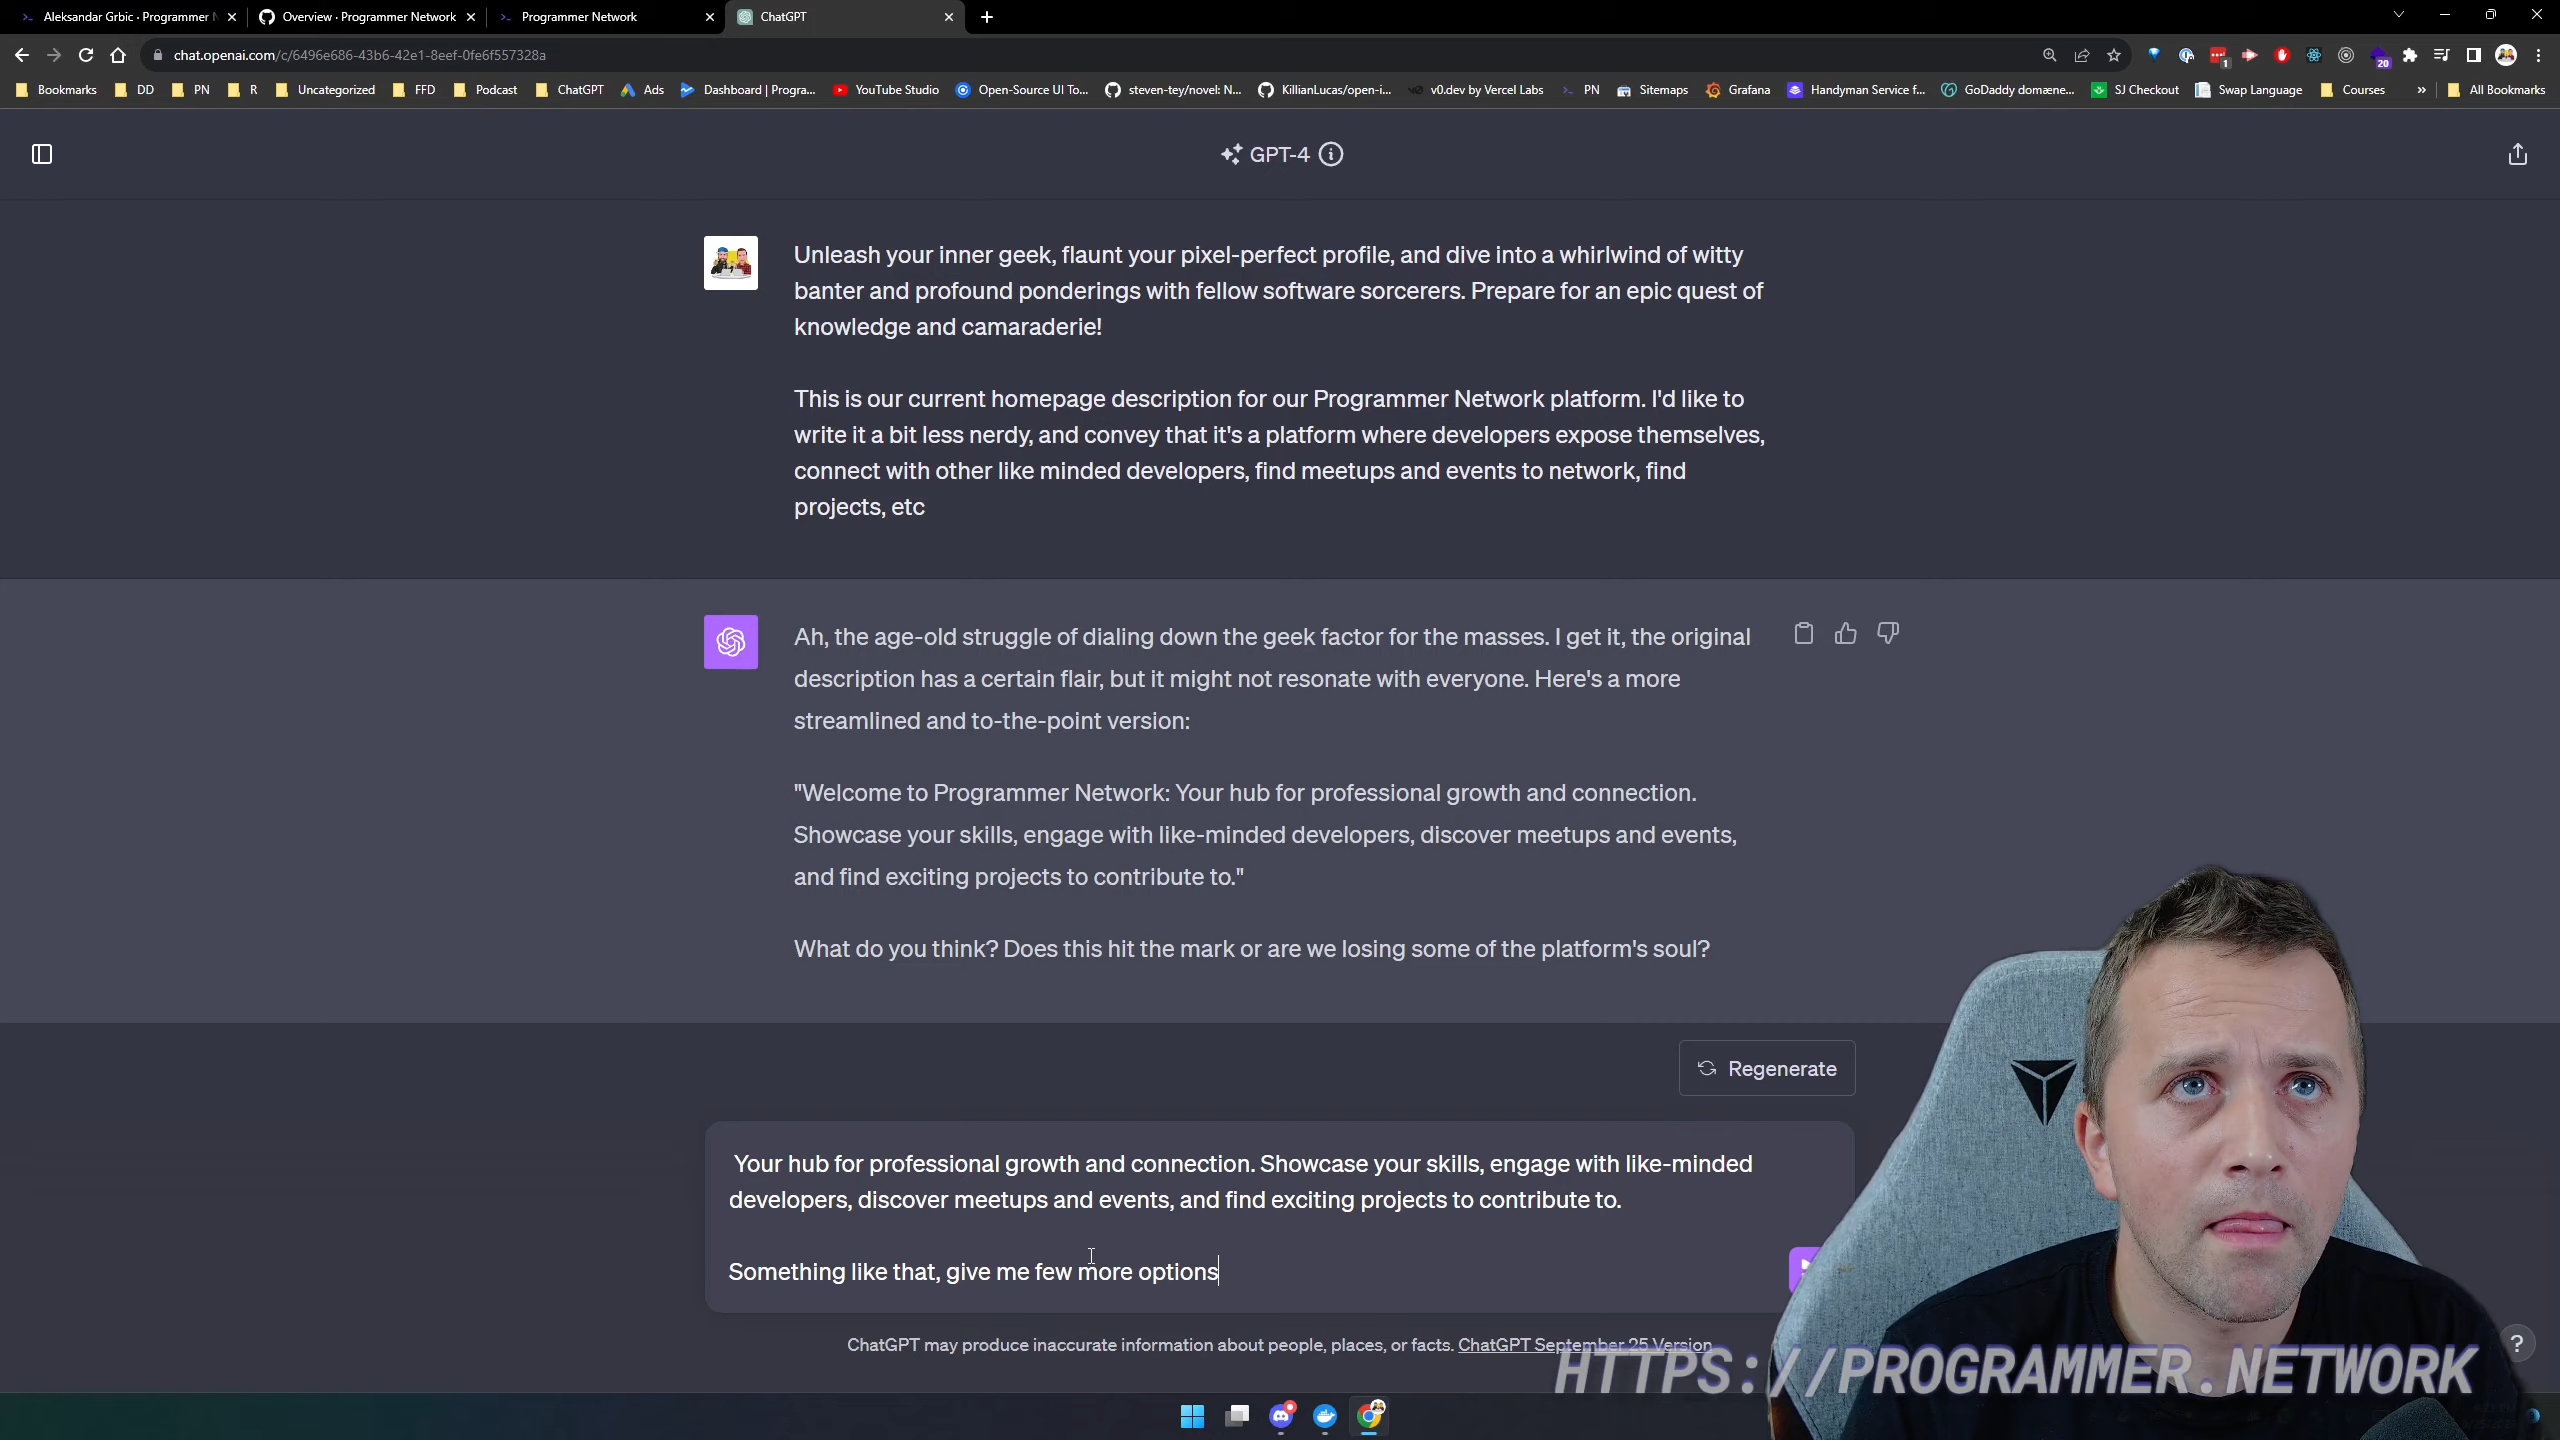 Aleksandar Grbic · Programmer N
Overview · Programmer Network
Programmer Network
ChatGPT
chat.openai.com/c/6496e686-43b6-42e1-8eef-0fe6f557328a
1
20
Bookmarks
DD
PN
R
Uncategorized
FFD
Podcast
ChatGPT
Ads
Dashboard | Progra...
YouTube Studio
Open-Source UI To...
steven-tey/novel: N...
KillianLucas/open-i...
v0.dev by Vercel Labs
PN
Sitemaps
Grafana
Handyman Service f...
GoDaddy domæne...
SJ Checkout
Swap Language
Courses
»
All Bookmarks
GPT-4
Unleash your inner geek, flaunt your pixel-perfect profile, and dive into a whirlwind of witty
banter and profound ponderings with fellow software sorcerers. Prepare for an epic quest of
knowledge and camaraderie!
This is our current homepage description for our Programmer Network platform. I'd like to
write it a bit less nerdy, and convey that it's a platform where developers expose themselves,
connect with other like minded developers, find meetups and events to network, find
projects, etc
Ah, the age-old struggle of dialing down the geek factor for the masses. I get it, the original
description has a certain flair, but it might not resonate with everyone. Here's a more
streamlined and to-the-point version:
"Welcome to Programmer Network: Your hub for professional growth and connection.
Showcase your skills, engage with like-minded developers, discover meetups and events,
and find exciting projects to contribute to."
What do you think? Does this hit the mark or are we losing some of the platform's soul?
Regenerate
Your hub for professional growth and connection. Showcase your skills, engage with like-minded
developers, discover meetups and events, and find exciting projects to contribute to.
Something like that, give me few more options
ChatGPT may produce inaccurate information about people, places, or facts. ChatGPT September 25 Version
?
HTTPS://PROGRAMMER.NETWORK